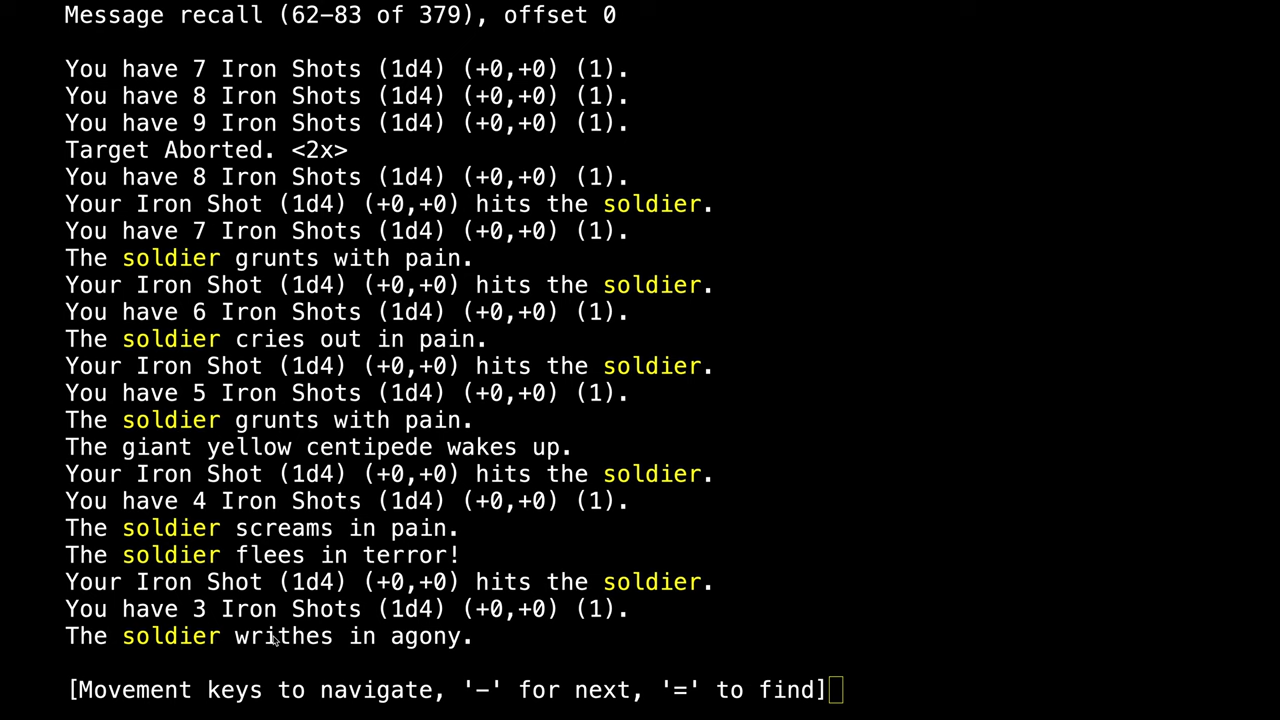 Message recall (62-83 of 379), offset 0
You have 7 Iron Shots (1d4) (+0,+0) (1).
You have 8 Iron Shots (1d4) (+0,+0) (1).
You have 9 Iron Shots (1d4) (+0,+0) (1).
Target Aborted. <2x>
You have 8 Iron Shots (1d4) (+0,+0) (1).
Your Iron Shot (1d4) (+0,+0) hits the soldier.
You have 7 Iron Shots (1d4) (+0,+0) (1).
The soldier grunts with pain.
Your Iron Shot (1d4) (+0,+0) hits the soldier.
You have 6 Iron Shots (1d4) (+0,+0) (1).
The soldier cries out in pain.
Your Iron Shot (1d4) (+0,+0) hits the soldier.
You have 5 Iron Shots (1d4) (+0,+0) (1).
The soldier grunts with pain.
The giant yellow centipede wakes up.
Your Iron Shot (1d4) (+0,+0) hits the soldier.
You have 4 Iron Shots (1d4) (+0,+0) (1).
The soldier screams in pain.
The soldier flees in terror!
Your Iron Shot (1d4) (+0,+0) hits the soldier.
You have 3 Iron Shots (1d4) (+0,+0) (1).
The soldier writhes in agony.
[Movement keys to navigate, '-' for next, '=' to find]